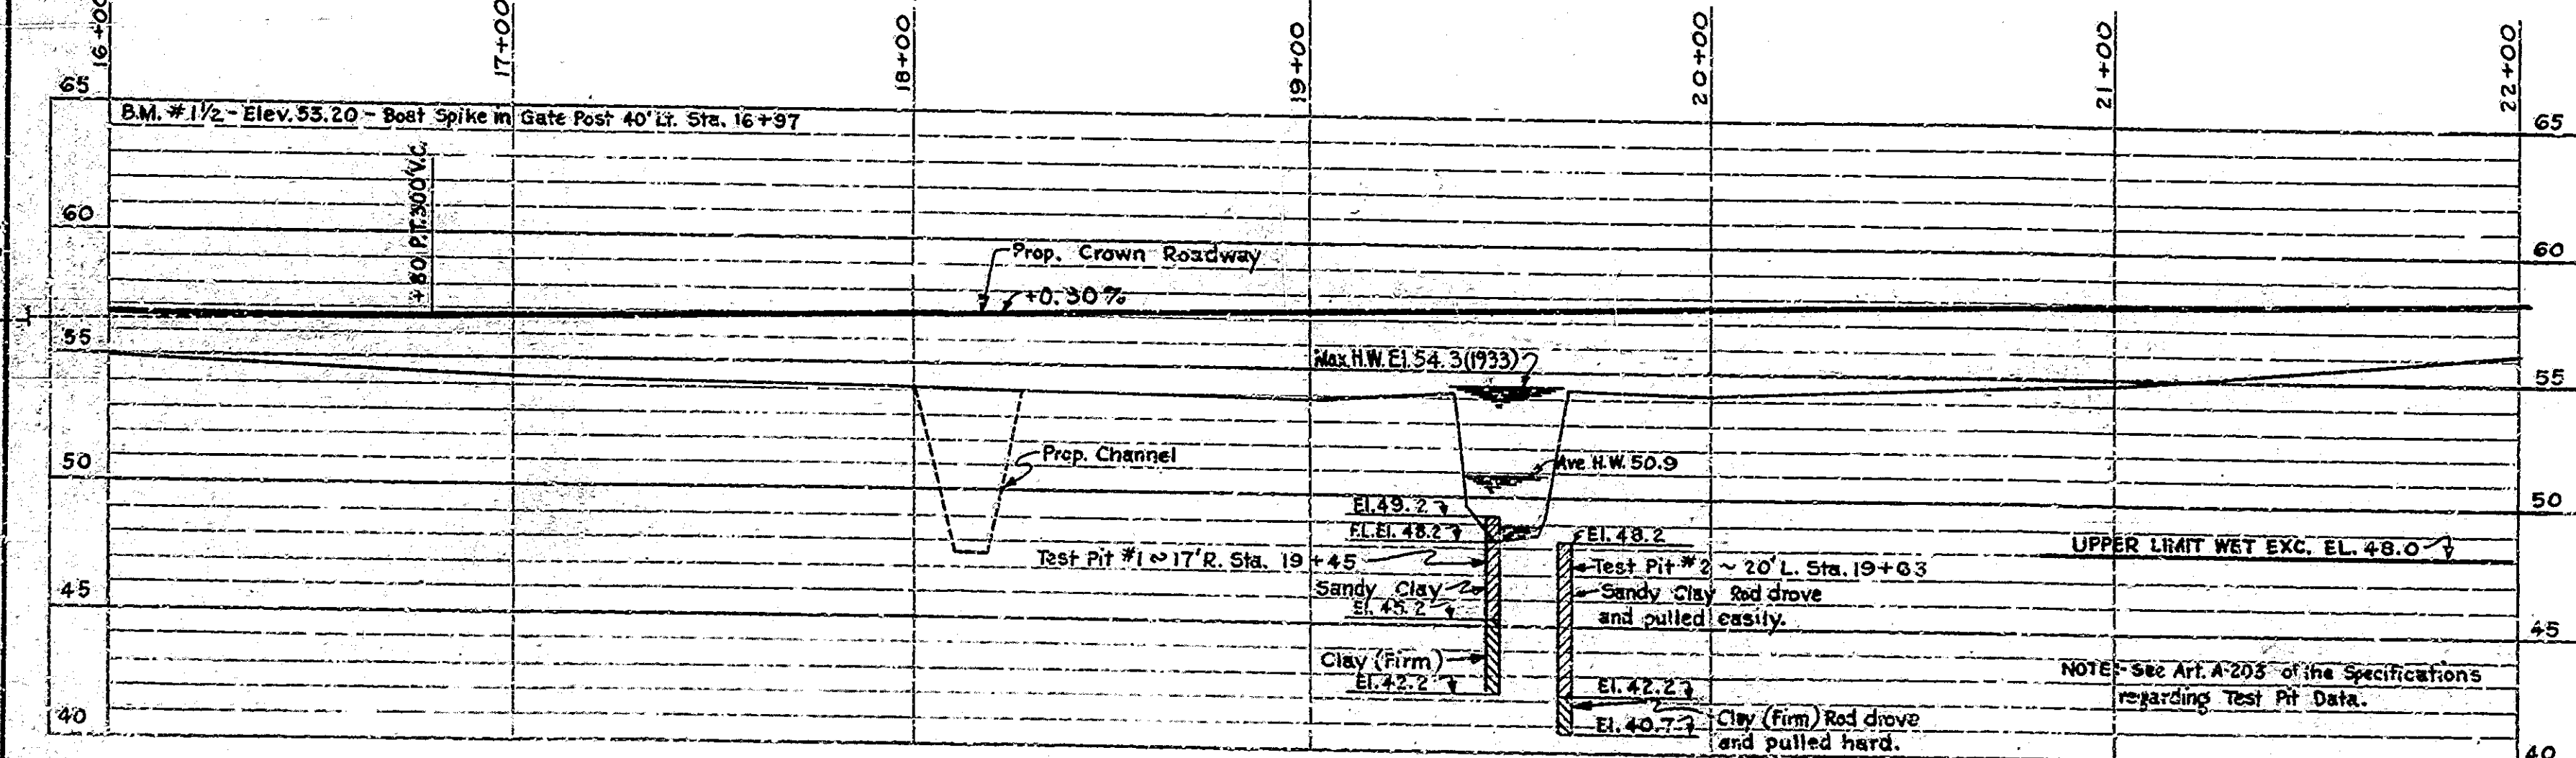 16+00
17+00
18+00
19+00
20+00
21+00
22+00
65
B.M. #1½ - Elev. 53.20 - Boat Spike in Gate Post 40' Lt. Sta. 16+97
65
+80 P.T. 300' V.C.
60
60
Prop. Crown Roadway
+0.30%
55
Max. H.W. El. 54.3 (1933)
55
50
Prop. Channel
Ave H.W. 50.9
50
El. 49.2
F.L. El. 48.2
El. 48.2
UPPER LIMIT WET EXC. EL. 48.0
Test Pit #1 ~ 17' R. Sta. 19+45
Test Pit #2 ~ 20' L. Sta. 19+63
Sandy Clay
Sandy Clay Rod drove
and pulled easily.
45
El. 45.2
45
Clay (Firm)
El. 42.2
El. 42.2
NOTE:- See Art. A-203 of the Specifications
regarding Test Pit Data.
40
Clay (Firm) Rod drove
and pulled hard.
El. 40.7
40